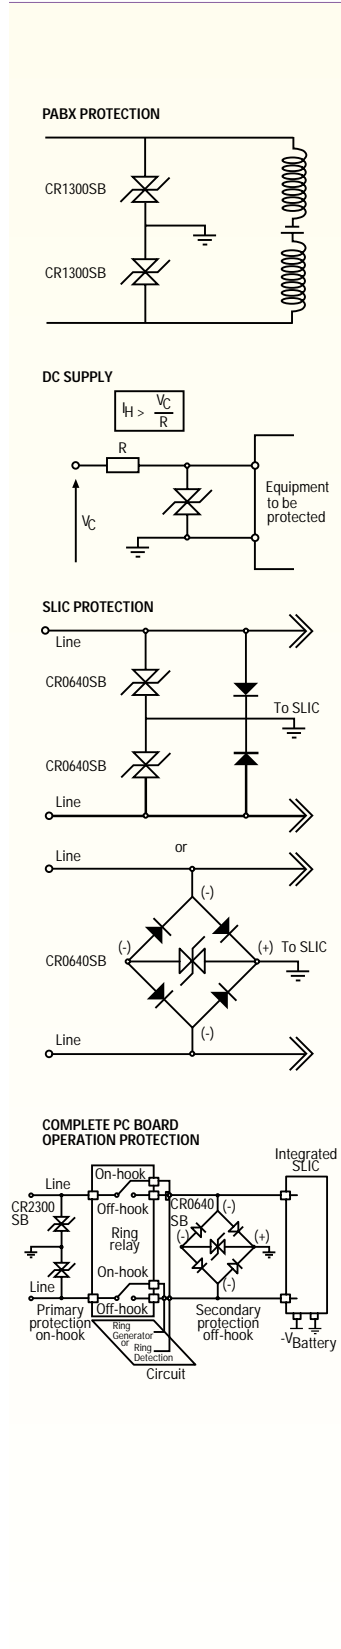 PABX PROTECTION
CR1300SB
CR1300SB
DC SUPPLY
IH > VC
R
R
VC
Equipment
to be
protected
SLIC PROTECTION
Line
CR0640SB
To SLIC
CR0640SB
Line
or
Line
(-)
CR0640SB
(-)
(+) To SLIC
(-)
Line
COMPLETE PC BOARD
OPERATION PROTECTION
Integrated
SLIC
On-hook
Line
CR2300
SB
Off-hook
CR0640
SB
(-)
(-)
(+)
Ring
relay
On-hook
Line
Off-hook
(-)
Primary
protection
on-hook
Secondary
protection
off-hook
-V
Battery
Ring
Generator
or
Ring
Detection
Circuit